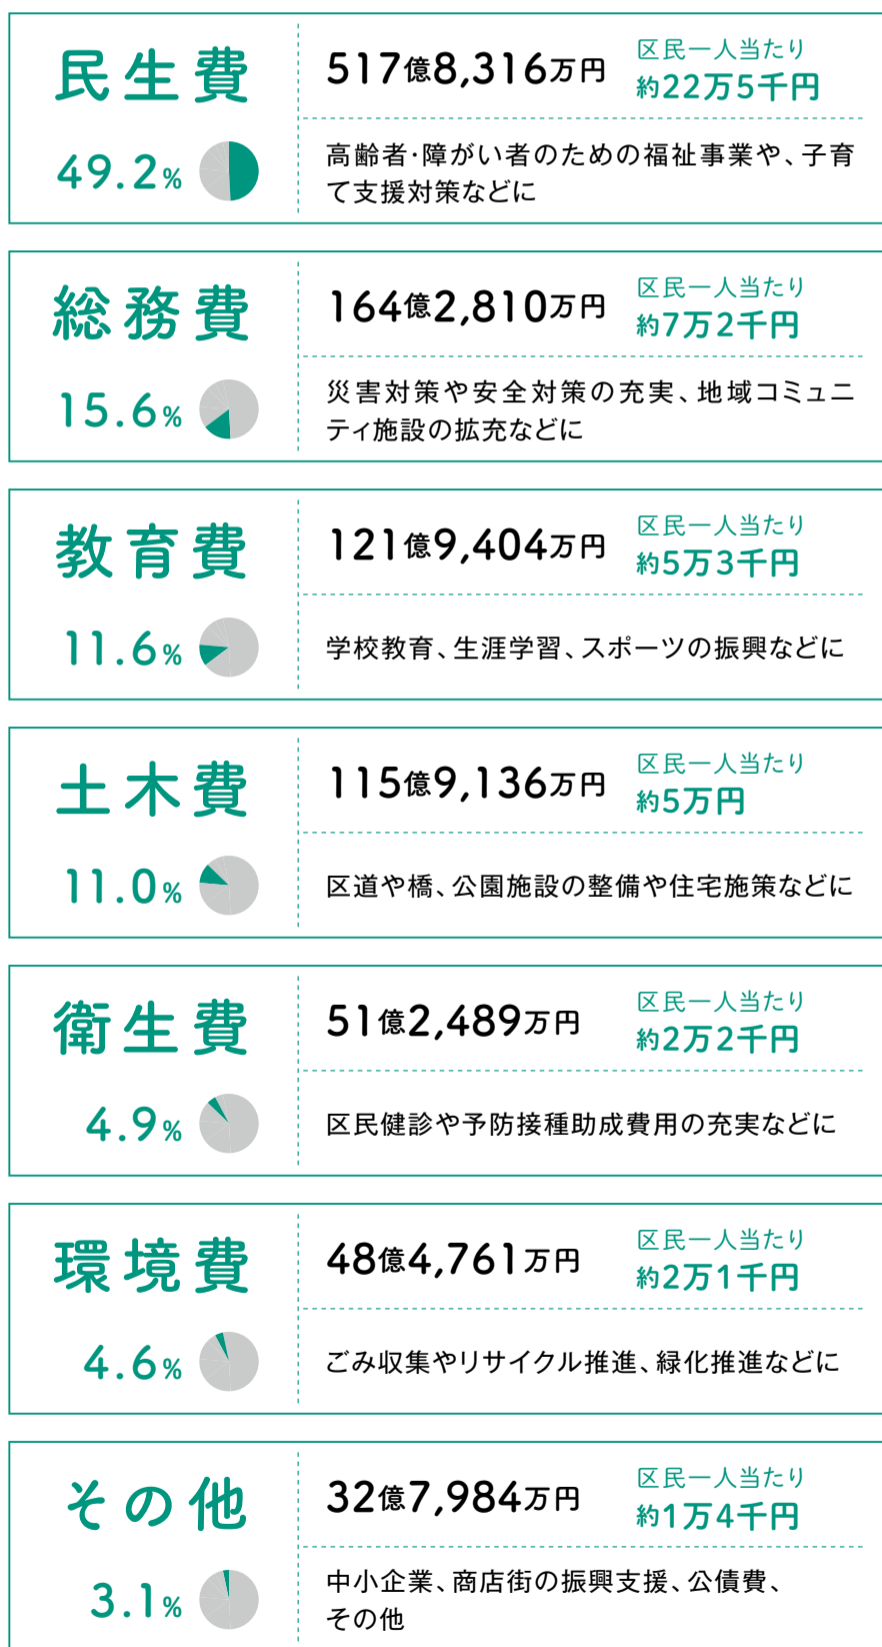 民生費
49.2%
517億8,316万円
区民一人当たり
約22万5千円
高齢者・障がい者のための福祉事業や、子育
て支援対策などに
総務費
15.6%
164億2,810万円
区民一人当たり
約7万2千円
災害対策や安全対策の充実、地域コミュニ
ティ施設の拡充などに
教育費
11.6%
121億9,404万円
区民一人当たり
約5万3千円
学校教育、生涯学習、スポーツの振興などに
土木費
11.0%
115億9,136万円
区民一人当たり
約5万円
区道や橋、公園施設の整備や住宅施策などに
衛生費
4.9%
51億2,489万円
区民一人当たり
約2万2千円
区民健診や予防接種助成費用の充実などに
環境費
4.6%
48億4,761万円
区民一人当たり
約2万1千円
ごみ収集やリサイクル推進、緑化推進などに
その他
3.1%
32億7,984万円
区民一人当たり
約1万4千円
中小企業、商店街の振興支援、公債費、
その他